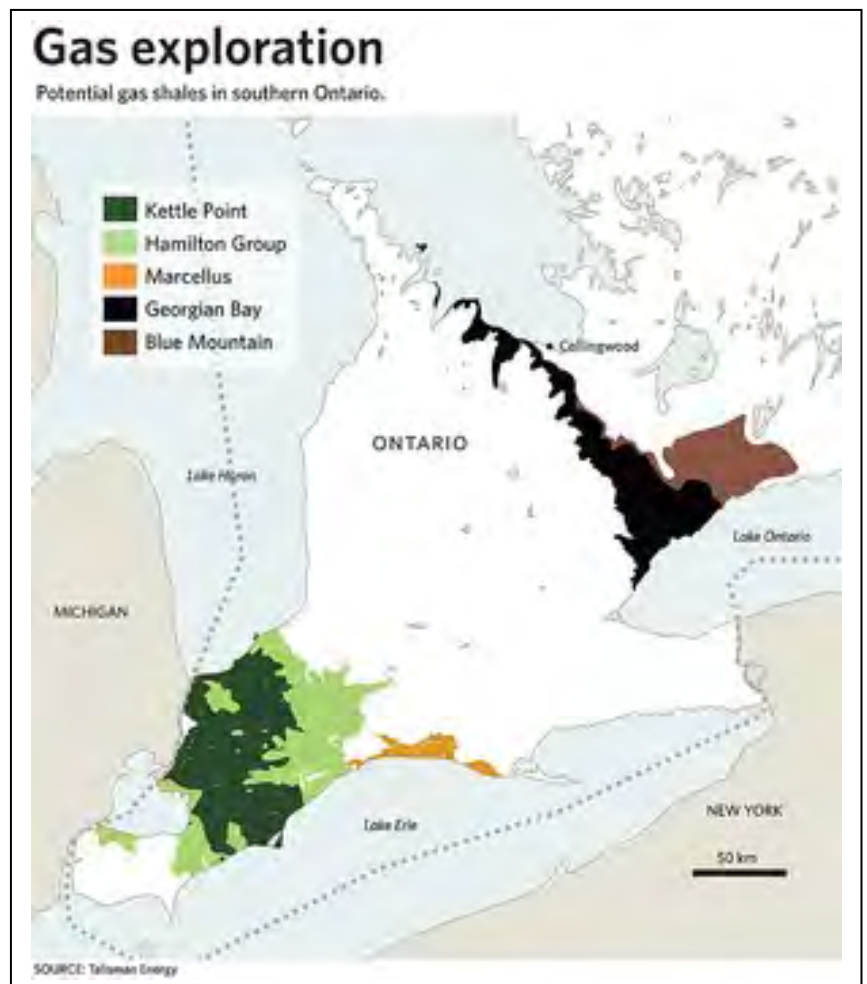 Gas exploration
Potential gas shales in southern Ontario.
Kettle Point
Hamilton Group
Marcellus
Georgian Bay
Blue Mountain
Collingwood
ONTARIO
Lake Huron
Lake Ontario
MICHIGAN
NEW YORK
Lake Erie
50 km
SOURCE: Talisman Energy